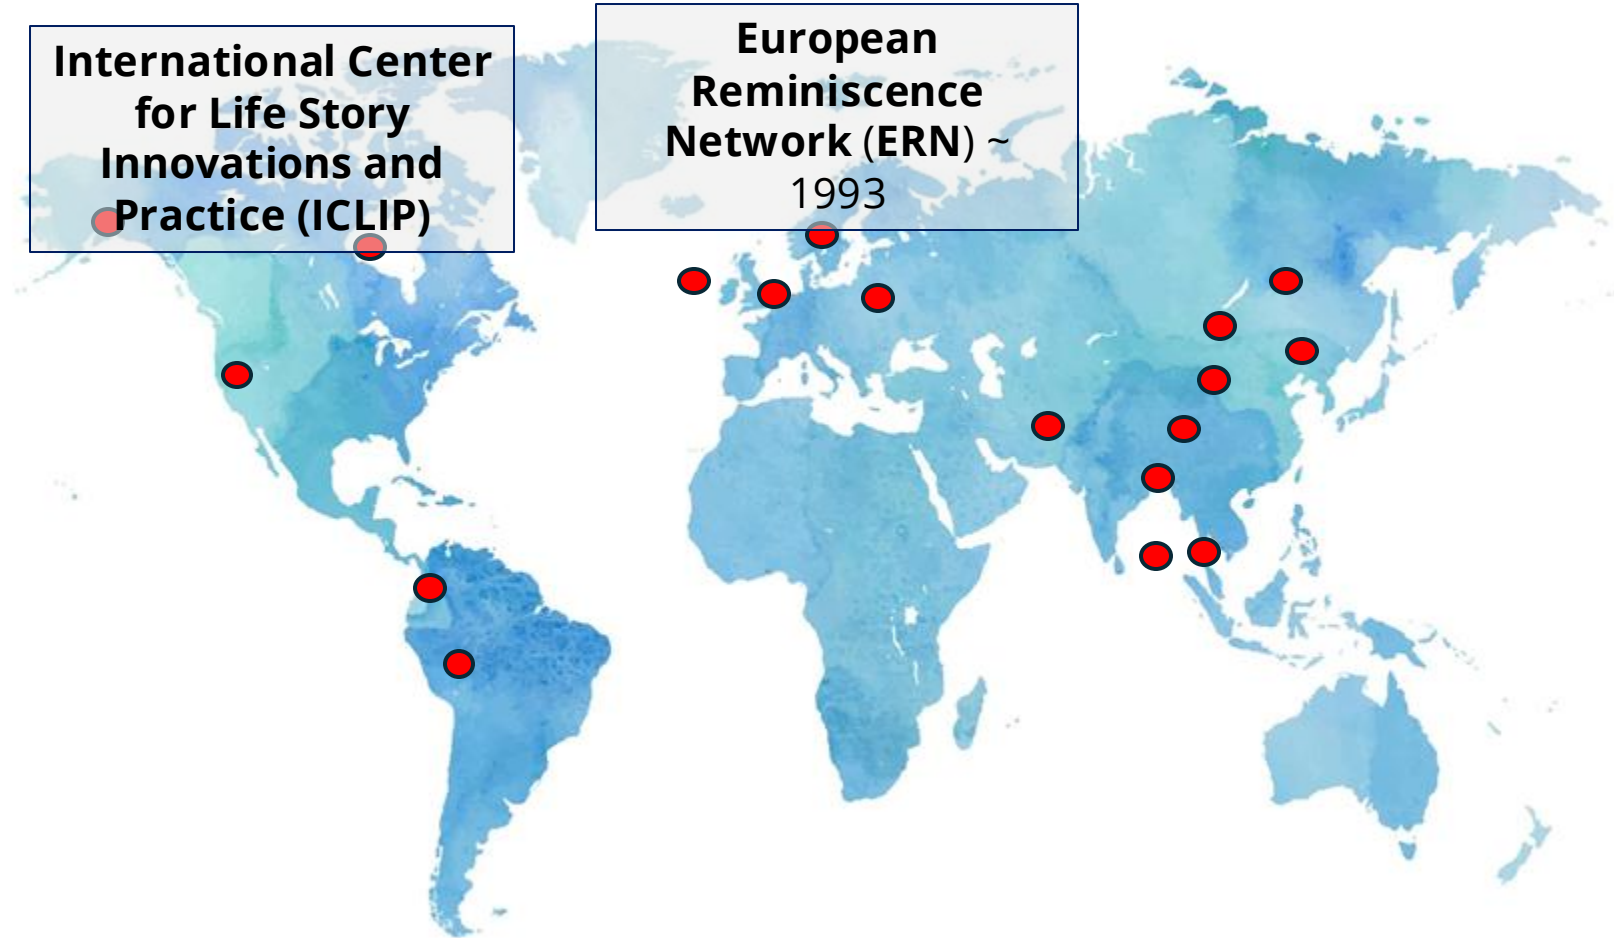 International Center
for Life Story
Innovations and
Practice (ICLIP)
European
Reminiscence
Network (ERN) ~
1993